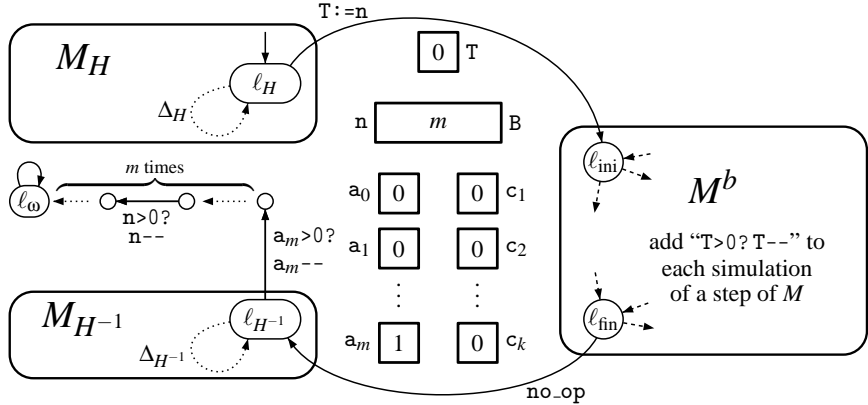 T:=n
M_H
ℓ_H
Δ_H
0 T
n m B
m times
ℓ_ω
n>0?
n--
a_m>0?
a_m--
a_0 0 0 c_1
a_1 0 0 c_2
⋮ ⋮
a_m 1 0 c_k
ℓ_ini
M^b
add “T>0? T--” to
each simulation
of a step of M
ℓ_fin
M_{H^{-1}}
ℓ_{H^{-1}}
Δ_{H^{-1}}
no_op